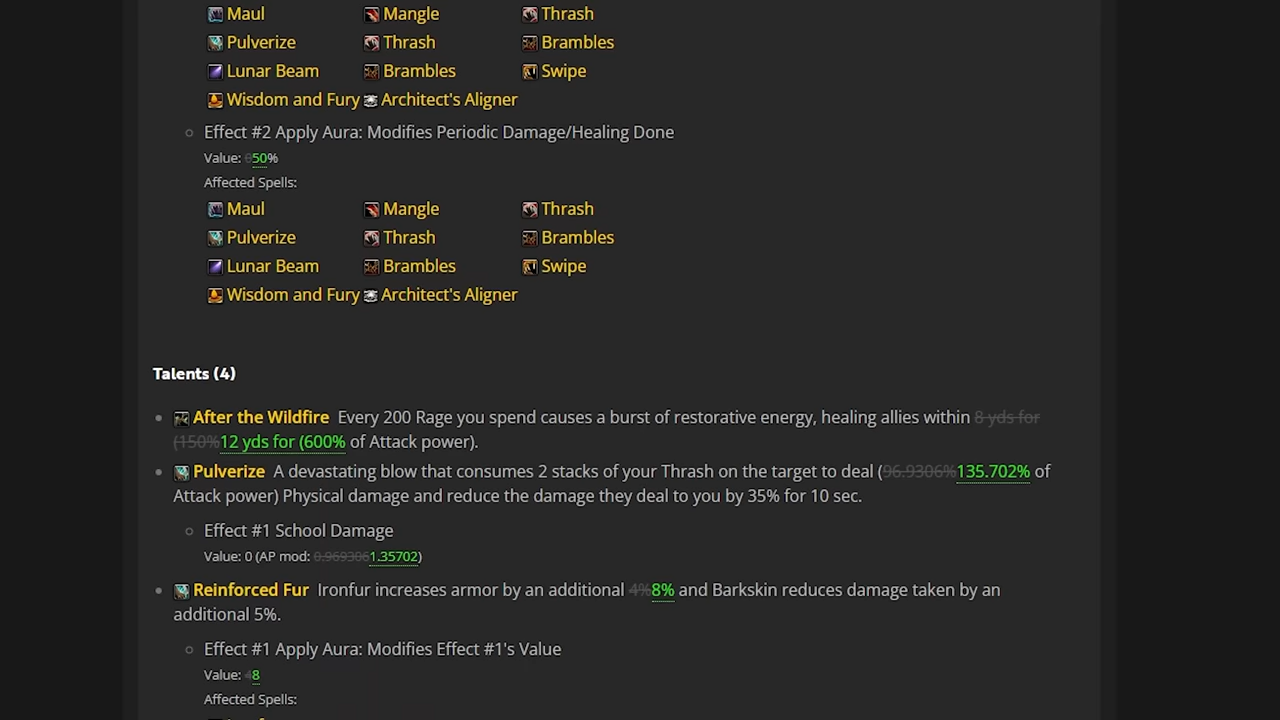 Maul Mangle Thrash
Pulverize Thrash Brambles
Lunar Beam Brambles Swipe
Wisdom and Fury Architect's Aligner
Effect #2 Apply Aura: Modifies Periodic Damage/Healing Done
Value: 050%
Affected Spells:
Maul Mangle Thrash
Pulverize Thrash Brambles
Lunar Beam Brambles Swipe
Wisdom and Fury Architect's Aligner
Talents (4)
After the Wildfire Every 200 Rage you spend causes a burst of restorative energy, healing allies within 8 yds for
(150%12 yds for (600% of Attack power).
Pulverize A devastating blow that consumes 2 stacks of your Thrash on the target to deal (96.9306%135.702% of
Attack power) Physical damage and reduce the damage they deal to you by 35% for 10 sec.
Effect #1 School Damage
Value: 0 (AP mod: 0.9693061.35702)
Reinforced Fur Ironfur increases armor by an additional 4%8% and Barkskin reduces damage taken by an
additional 5%.
Effect #1 Apply Aura: Modifies Effect #1's Value
Value: 48
Affected Spells: